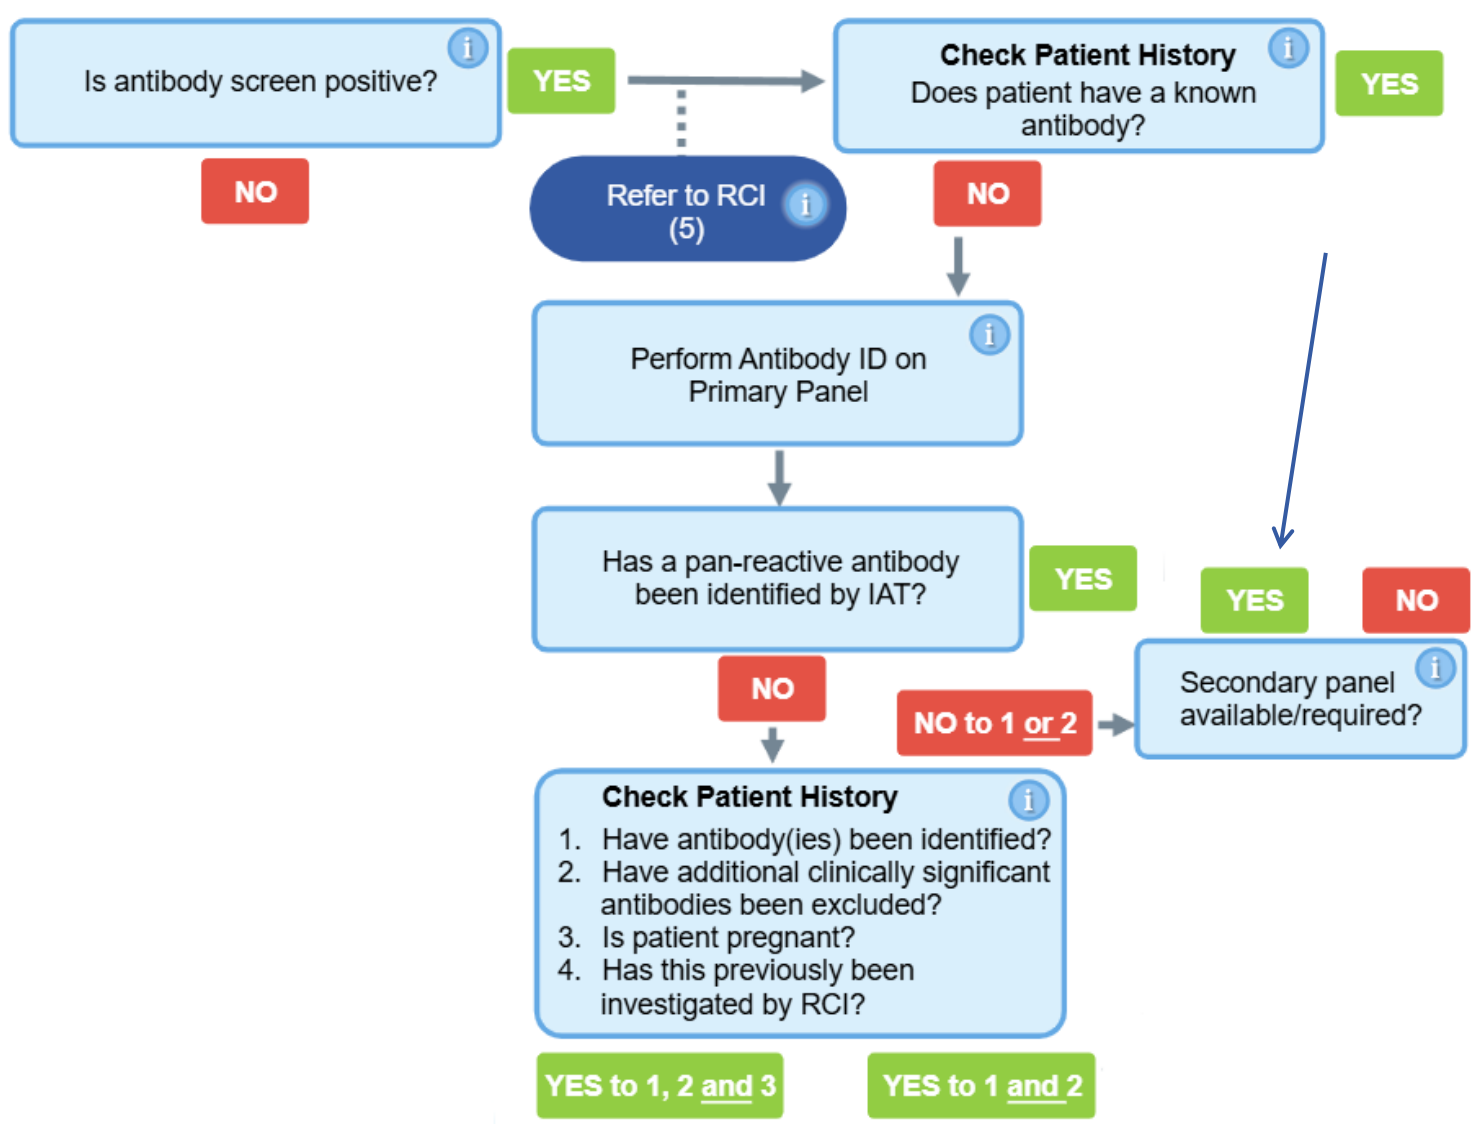 Is antibody screen positive?
YES
NO
Refer to RCI
(5)
Check Patient History
Does patient have a known
antibody?
YES
NO
Perform Antibody ID on
Primary Panel
Has a pan-reactive antibody
been identified by IAT?
YES
NO
YES
NO
NO to 1 or 2
Secondary panel
available/required?
Check Patient History
1. Have antibody(ies) been identified?
2. Have additional clinically significant
antibodies been excluded?
3. Is patient pregnant?
4. Has this previously been
investigated by RCI?
YES to 1, 2 and 3
YES to 1 and 2